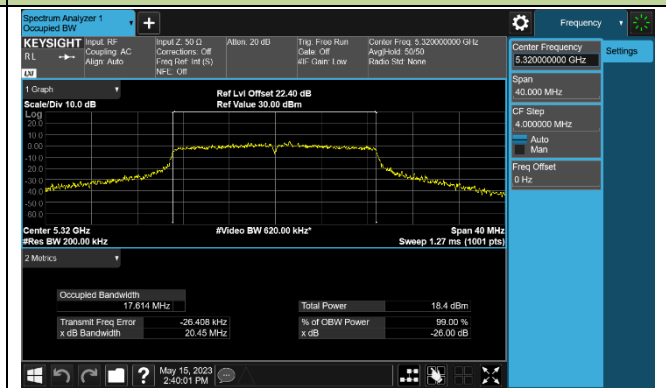 Spectrum Analyzer 1
Occupied BW
+
Frequency
KEYSIGHT
RL
LXI
Input: RF
Coupling: AC
Align: Auto
Input Z: 50 Ω
Corrections: Off
Freq Ref: Int (S)
NFE: Off
Atten: 20 dB
Trig: Free Run
Gate: Off
#IF Gain: Low
Center Freq: 5.320000000 GHz
Avg|Hold: 50/50
Radio Std: None
Center Frequency
5.320000000 GHz
Settings
Span
40.000 MHz
CF Step
4.000000 MHz
Auto
Man
Freq Offset
0 Hz
1 Graph
Scale/Div 10.0 dB
Ref Lvl Offset 22.40 dB
Ref Value 30.00 dBm
Log
20.0
10.0
0.00
-10.0
-20.0
-30.0
-40.0
-50.0
-60.0
Center 5.32 GHz
#Res BW 200.00 kHz
#Video BW 620.00 kHz*
Span 40 MHz
Sweep 1.27 ms (1001 pts)
2 Metrics
Occupied Bandwidth
17.614 MHz
Total Power 18.4 dBm
Transmit Freq Error -26.408 kHz
% of OBW Power 99.00 %
x dB Bandwidth 20.45 MHz
x dB -26.00 dB
?
May 15, 2023
2:40:01 PM